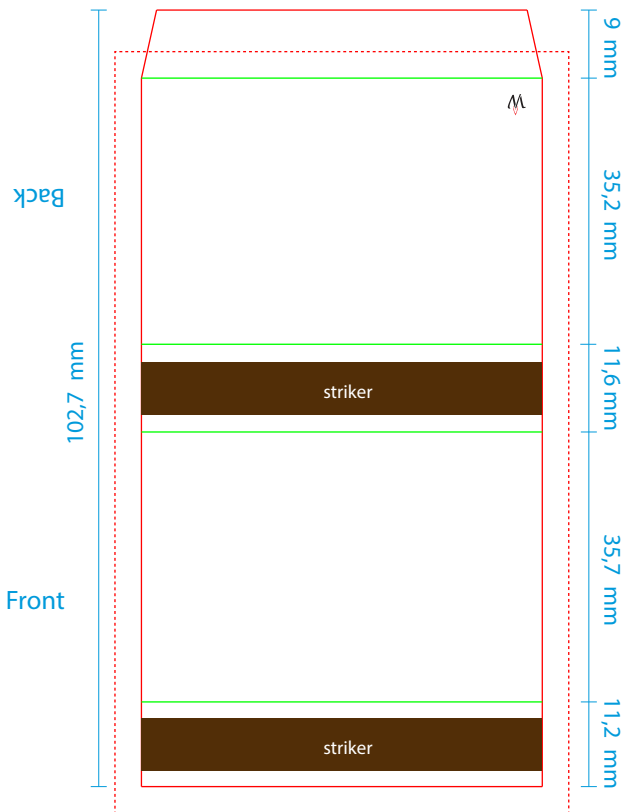 9 mm
Back
35,2 mm
102,7 mm
11,6 mm
striker
35,7 mm
Front
11,2 mm
striker